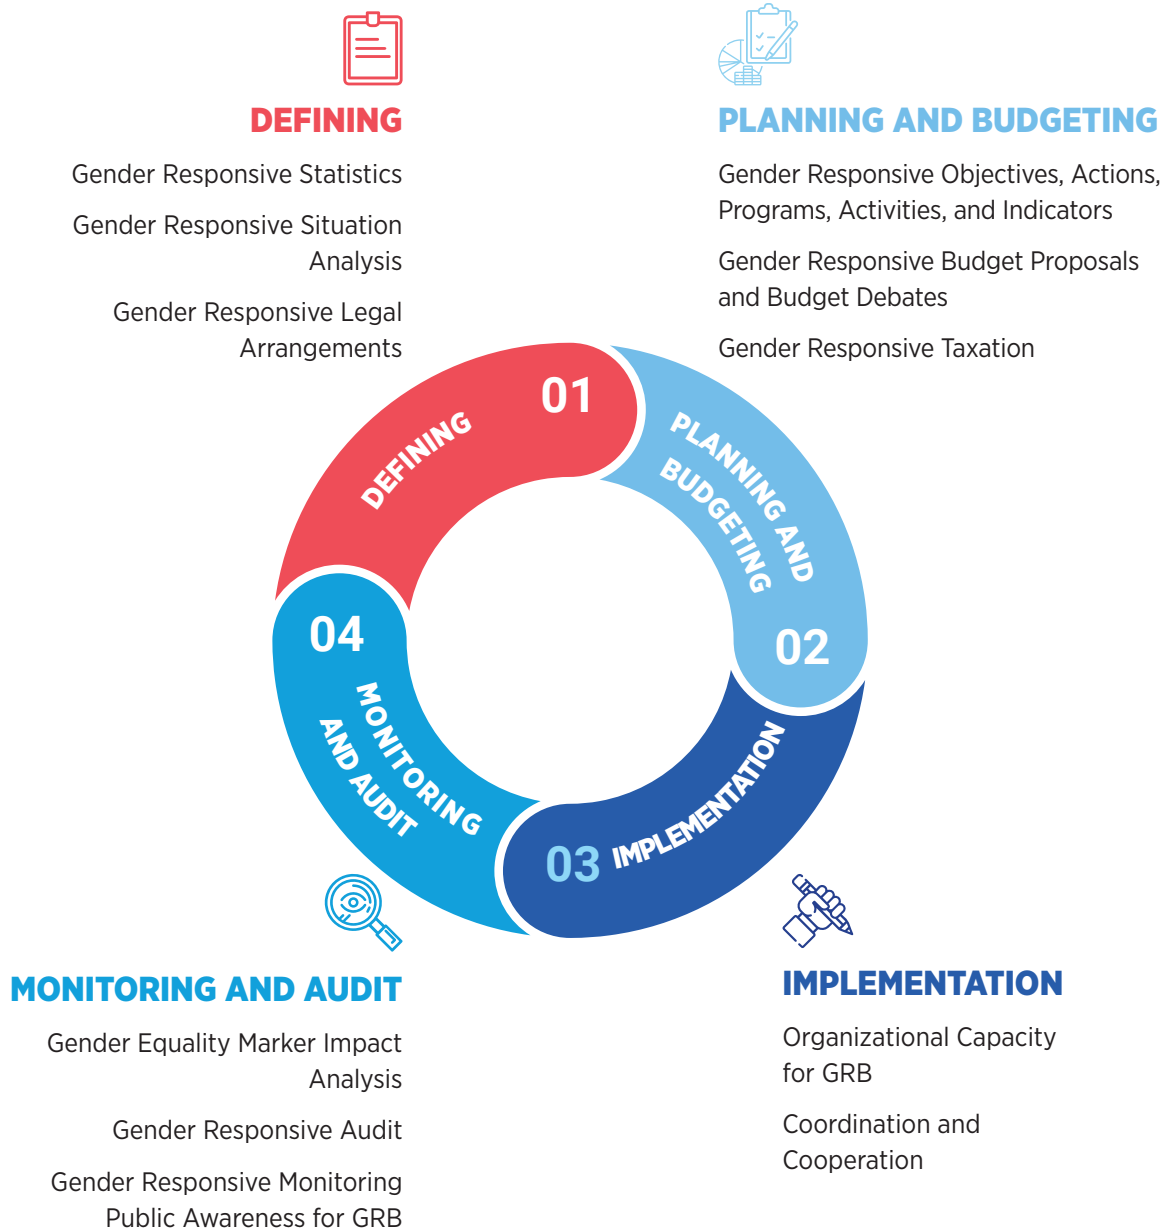 DEFINING
Gender Responsive Statistics
Gender Responsive Situation
Analysis
Gender Responsive Legal
Arrangements
PLANNING AND BUDGETING
Gender Responsive Objectives, Actions,
Programs, Activities, and Indicators
Gender Responsive Budget Proposals
and Budget Debates
Gender Responsive Taxation
01
DEFINING
PLANNING AND
BUDGETING
02
IMPLEMENTATION
03
04
MONITORING
AND AUDIT
MONITORING AND AUDIT
Gender Equality Marker Impact
Analysis
Gender Responsive Audit
Gender Responsive Monitoring
Public Awareness for GRB
IMPLEMENTATION
Organizational Capacity
for GRB
Coordination and
Cooperation